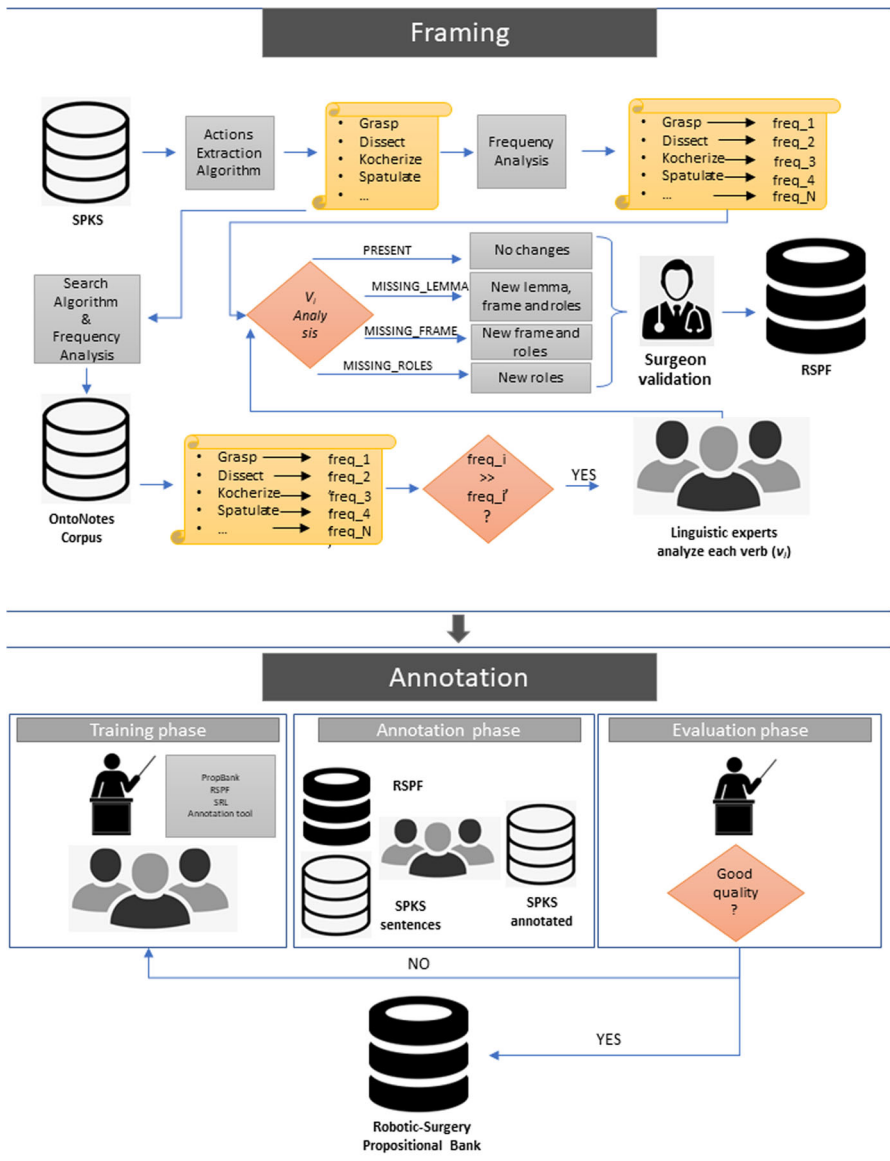 Framing
SPKS
Actions
Extraction
Algorithm
• Grasp
• Dissect
• Kocherize
• Spatulate
• ...
Frequency
Analysis
• Grasp freq_1
• Dissect freq_2
• Kocherize freq_3
• Spatulate freq_4
• ... freq_N
Search
Algorithm
&
Frequency
Analysis
Vi
Analy
sis
PRESENT
No changes
MISSING_LEMMA
New lemma,
frame and roles
MISSING_FRAME
New frame and
roles
MISSING_ROLES
New roles
Surgeon
validation
RSPF
OntoNotes
Corpus
• Grasp freq_1
• Dissect freq_2
• Kocherize freq_3
• Spatulate freq_4
• ... freq_N
freq_i
>>
freq_i'
?
YES
Linguistic experts
analyze each verb (vi)
Annotation
Training phase
PropBank
RSPF
SRL
Annotation tool
Annotation phase
RSPF
SPKS
sentences
SPKS
annotated
Evaluation phase
Good
quality
?
NO
YES
Robotic-Surgery
Propositional Bank